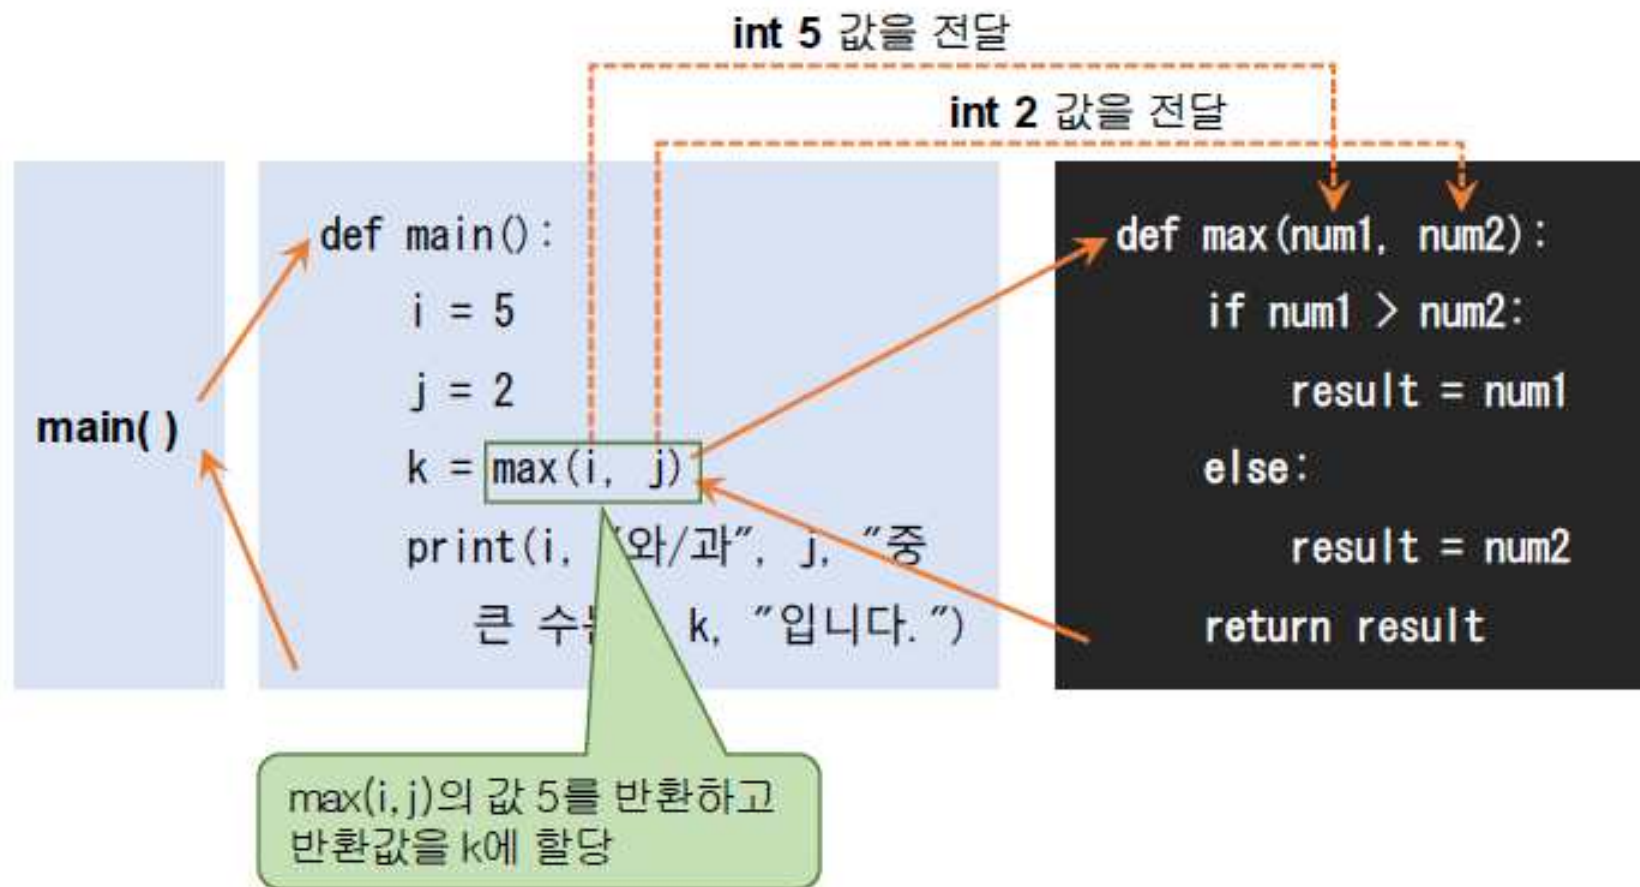 int 5 값을 전달
int 2 값을 전달
main( )
def main():
i = 5
j = 2
k = max(i, j)
print(i, "와/과", j, "중
큰 수 k, "입니다.")
def max(num1, num2):
if num1 > num2:
result = num1
else:
result = num2
return result
max(i,j)의 값 5를 반환하고
반환값을 k에 할당